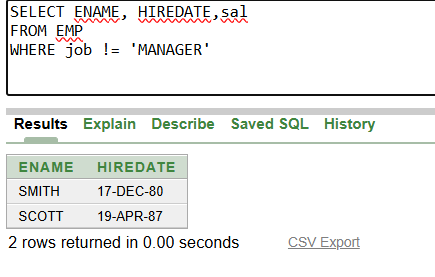 SELECT ENAME, HIREDATE,sal
FROM EMP
WHERE job != 'MANAGER'
Results Explain Describe Saved SQL History
ENAME HIREDATE
SMITH 17-DEC-80
SCOTT 19-APR-87
2 rows returned in 0.00 seconds CSV Export